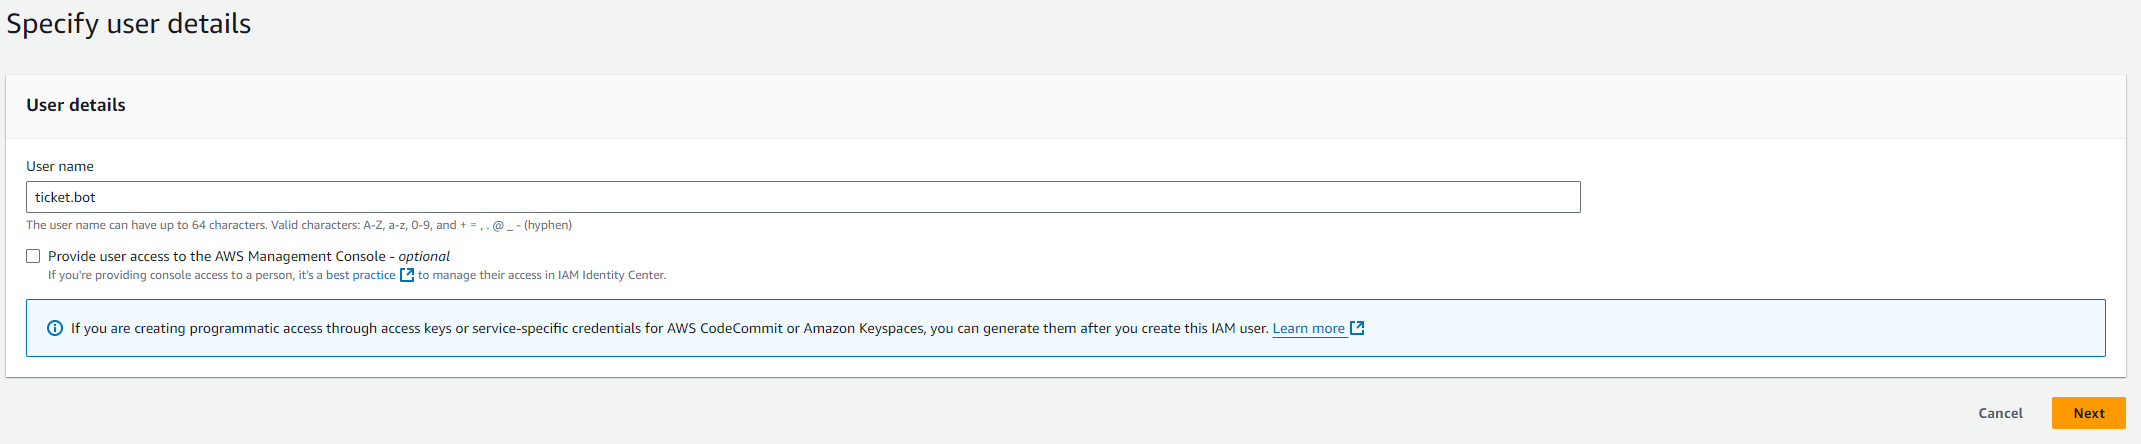 Specify user details
User details
User name
ticket.bot
The user name can have up to 64 characters. Valid characters: A-Z, a-z, 0-9, and + = , . @ _ - (hyphen)
Provide user access to the AWS Management Console - optional
If you're providing console access to a person, it's a best practice to manage their access in IAM Identity Center.
If you are creating programmatic access through access keys or service-specific credentials for AWS CodeCommit or Amazon Keyspaces, you can generate them after you create this IAM user. Learn more
Cancel Next